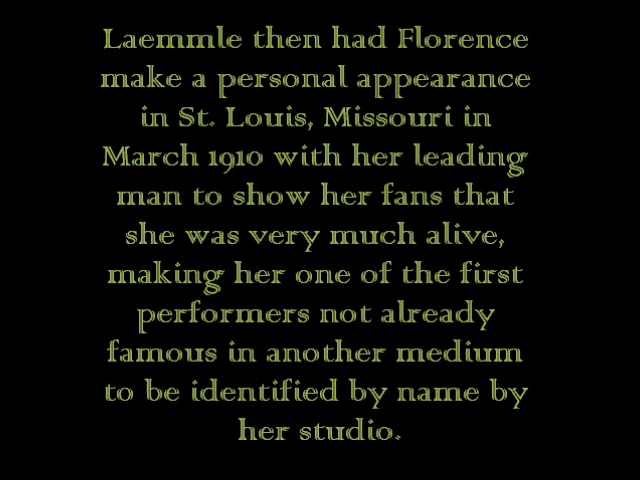 Laemmle then had Florence
make a personal appearance
in St. Louis, Missouri in
March 1910 with her leading
man to show her fans that
she was very much alive,
making her one of the first
performers not already
famous in another medium
to be identified by name by
her studio.